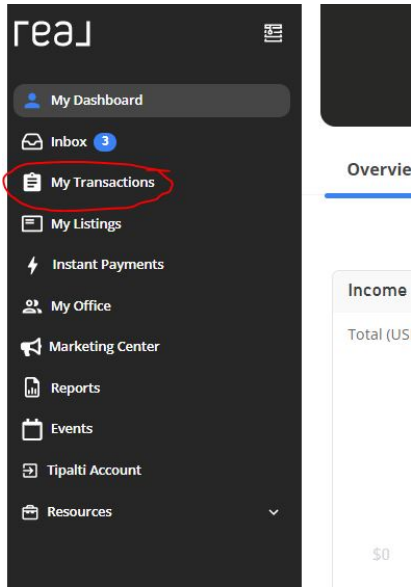 real
My Dashboard
Inbox 3
My Transactions
My Listings
Instant Payments
My Office
Marketing Center
Reports
Events
Tipalti Account
Resources
Overvie
Income
Total (US
$0